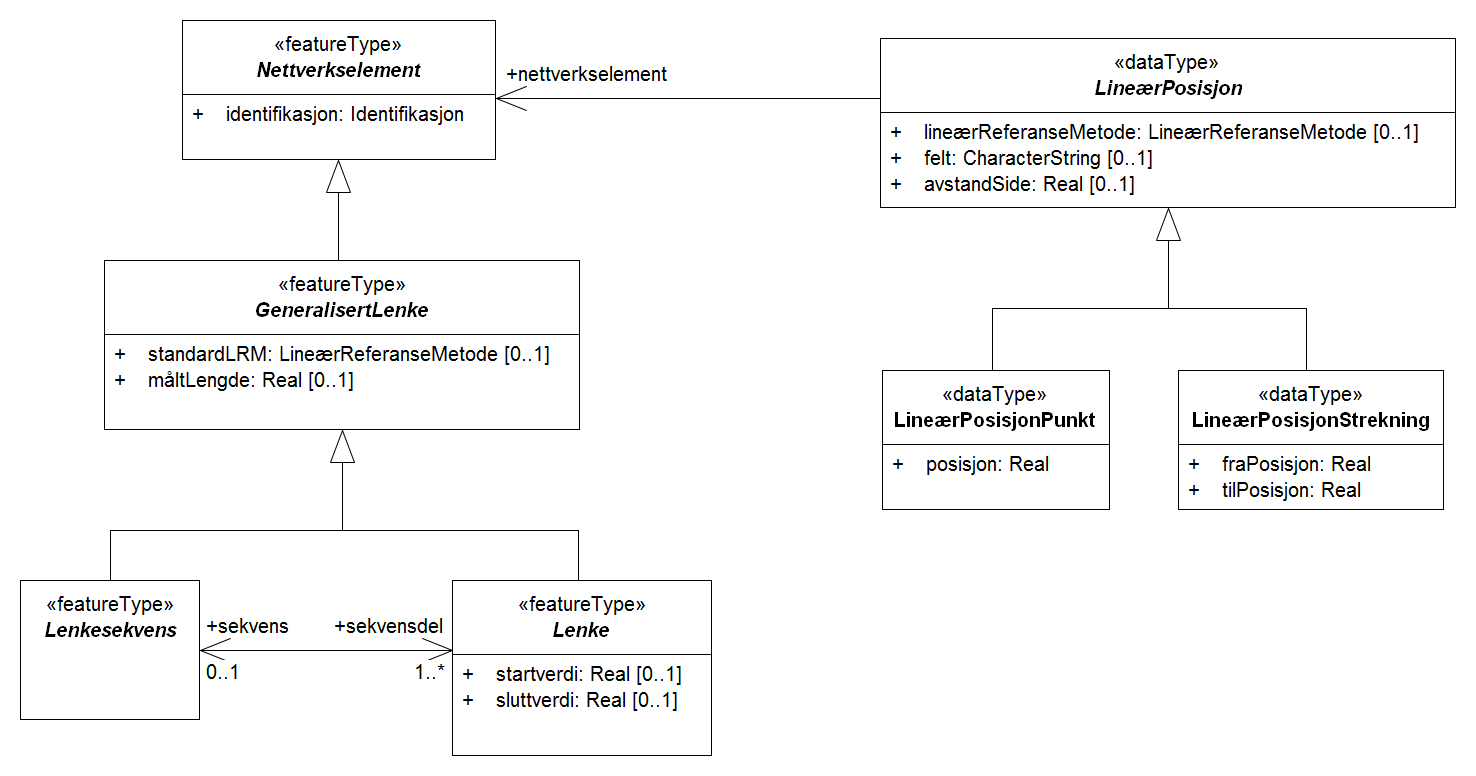 «featureType»
Nettverkselement
+ identifikasjon: Identifikasjon
+nettverkselement
«dataType»
LineærPosisjon
+ lineærReferanseMetode: LineærReferanseMetode [0..1]
+ felt: CharacterString [0..1]
+ avstandSide: Real [0..1]
«featureType»
GeneralisertLenke
+ standardLRM: LineærReferanseMetode [0..1]
+ måltLengde: Real [0..1]
«dataType»
LineærPosisjonPunkt
+ posisjon: Real
«dataType»
LineærPosisjonStrekning
+ fraPosisjon: Real
+ tilPosisjon: Real
«featureType»
Lenkesekvens
+sekvens
0..1
+sekvensdel
1..*
«featureType»
Lenke
+ startverdi: Real [0..1]
+ sluttverdi: Real [0..1]